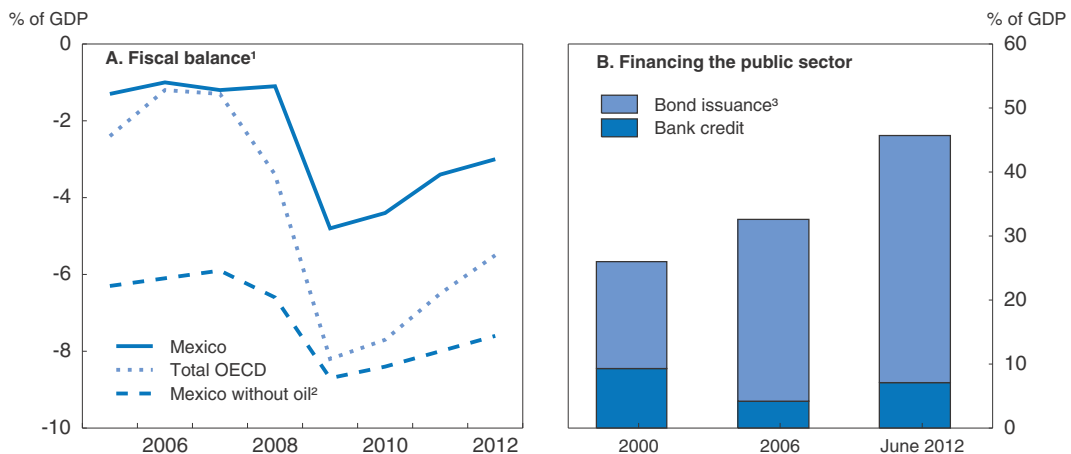 % of GDP
% of GDP
0
-2
-4
-6
-8
-10
A. Fiscal balance¹
Mexico
Total OECD
Mexico without oil²
2006
2008
2010
2012
B. Financing the public sector
Bond issuance³
Bank credit
60
50
40
30
20
10
0
2000
2006
June 2012